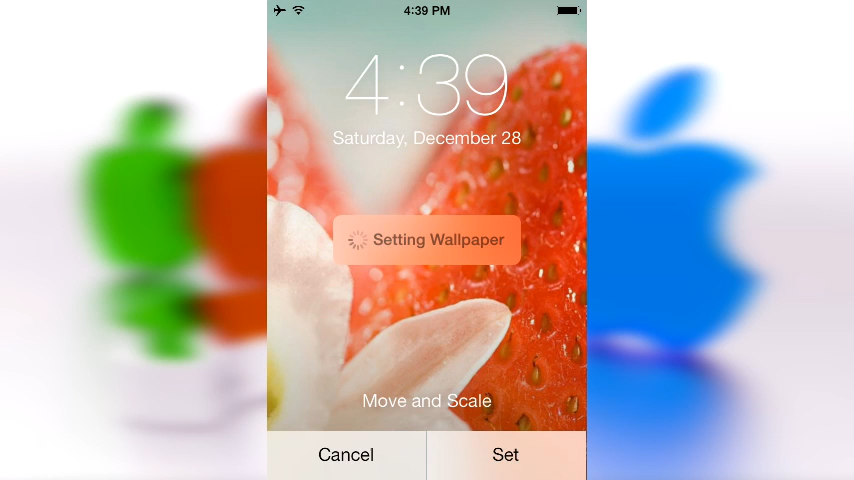 4:39 PM
4:39
Saturday, December 28
Setting Wallpaper
Move and Scale
Cancel
Set